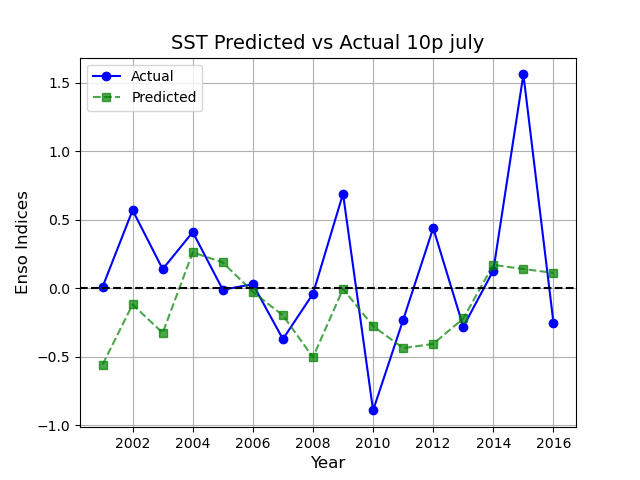 SST Predicted vs Actual 10p july
Actual
Predicted
1.5
1.0
0.5
0.0
−0.5
−1.0
Enso Indices
2002 2004 2006 2008 2010 2012 2014 2016
Year